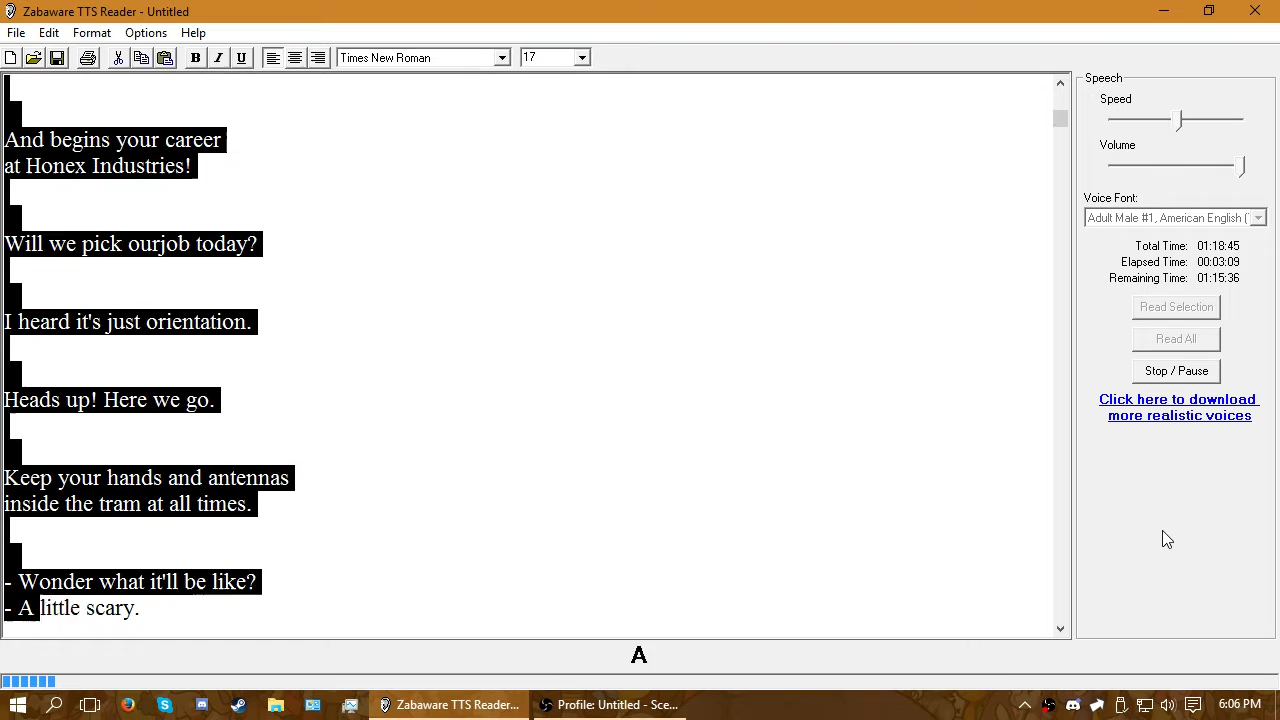 Zabaware TTS Reader - Untitled
File Edit Format Options Help
B I U Times New Roman 17
And begins your career
at Honex Industries!
Will we pick ourjob today?
I heard it's just orientation.
Heads up! Here we go.
Keep your hands and antennas
inside the tram at all times.
- Wonder what it'll be like?
- A little scary.
Speech
Speed
Volume
Voice Font:
Adult Male #1, American English (
Total Time: 01:18:45
Elapsed Time: 00:03:09
Remaining Time: 01:15:36
Read Selection
Read All
Stop / Pause
Click here to download
more realistic voices
A
Zabaware TTS Reader... Profile: Untitled - Sce... 6:06 PM